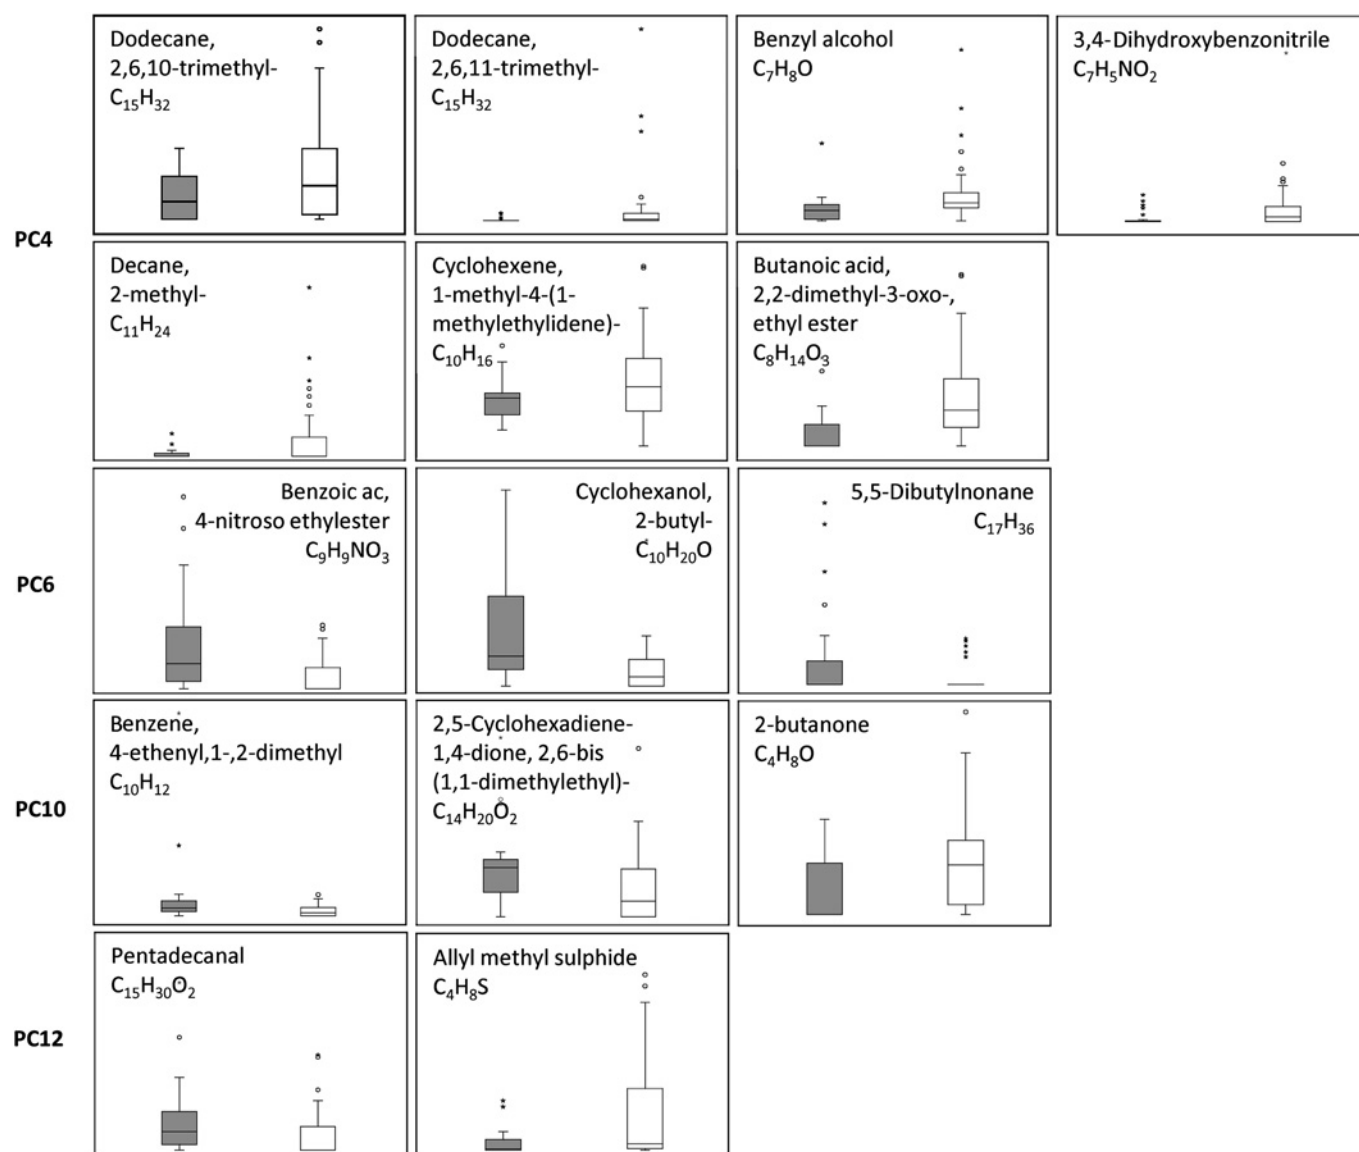 Dodecane,
2,6,10-trimethyl-
C₁₅H₃₂
Dodecane,
2,6,11-trimethyl-
C₁₅H₃₂
Benzyl alcohol
C₇H₈O
3,4-Dihydroxybenzonitrile
C₇H₅NO₂
PC4
Decane,
2-methyl-
C₁₁H₂₄
Cyclohexene,
1-methyl-4-(1-
methylethylidene)-
C₁₀H₁₆
Butanoic acid,
2,2-dimethyl-3-oxo-,
ethyl ester
C₈H₁₄O₃
PC6
Benzoic ac,
4-nitroso ethylester
C₉H₉NO₃
Cyclohexanol,
2-butyl-
C₁₀H₂₀O
5,5-Dibutylnonane
C₁₇H₃₆
PC10
Benzene,
4-ethenyl,1-,2-dimethyl
C₁₀H₁₂
2,5-Cyclohexadiene-
1,4-dione, 2,6-bis
(1,1-dimethylethyl)-
C₁₄H₂₀O₂
2-butanone
C₄H₈O
PC12
Pentadecanal
C₁₅H₃₀O₂
Allyl methyl sulphide
C₄H₈S